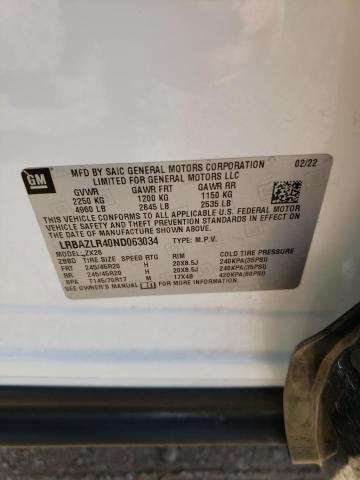 GM
MFD BY SAIC GENERAL MOTORS CORPORATION 02/22
LIMITED FOR GENERAL MOTORS LLC
GVWR GAWR FRT GAWR RR
2250 KG 1200 KG 1150 KG
4960 LB 2645 LB 2535 LB
THIS VEHICLE CONFORMS TO ALL APPLICABLE U.S. FEDERAL MOTOR
VEHICLE SAFETY, BUMPER, AND THEFT PREVENTION STANDARDS IN
EFFECT ON THE DATE OF MANUFACTURE SHOWN ABOVE.
LRBAZLR40ND063034 TYPE: M.P.V.
MODEL: ZX26
ZBBD TIRE SIZE SPEED RTG RIM COLD TIRE PRESSURE
FRT 245/45R20 H 20X8.5J 240KPA(35PSI)
RR 245/45R20 H 20X8.5J 240KPA(35PSI)
SPA T145/70R17 M 17X4B 420KPA(60PSI)
SEE OWNER'S MANUAL